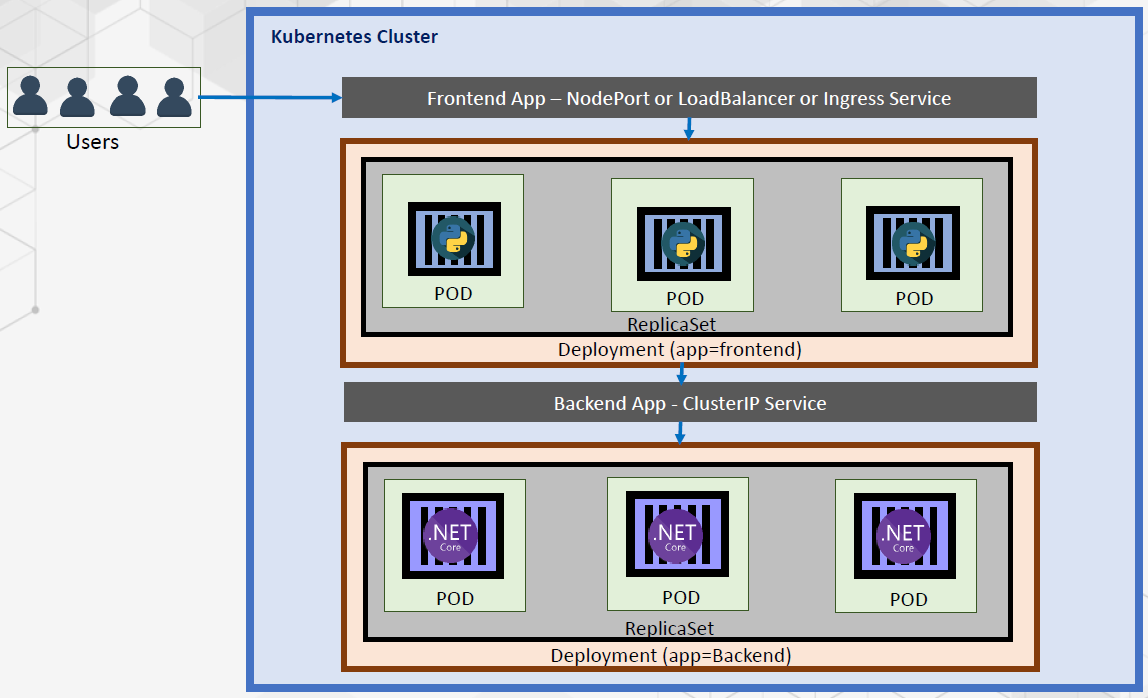 Kubernetes Cluster
Frontend App – NodePort or LoadBalancer or Ingress Service
Users
POD
POD
POD
ReplicaSet
Deployment (app=frontend)
Backend App - ClusterIP Service
.NET
Core
.NET
Core
.NET
Core
POD
POD
POD
ReplicaSet
Deployment (app=Backend)